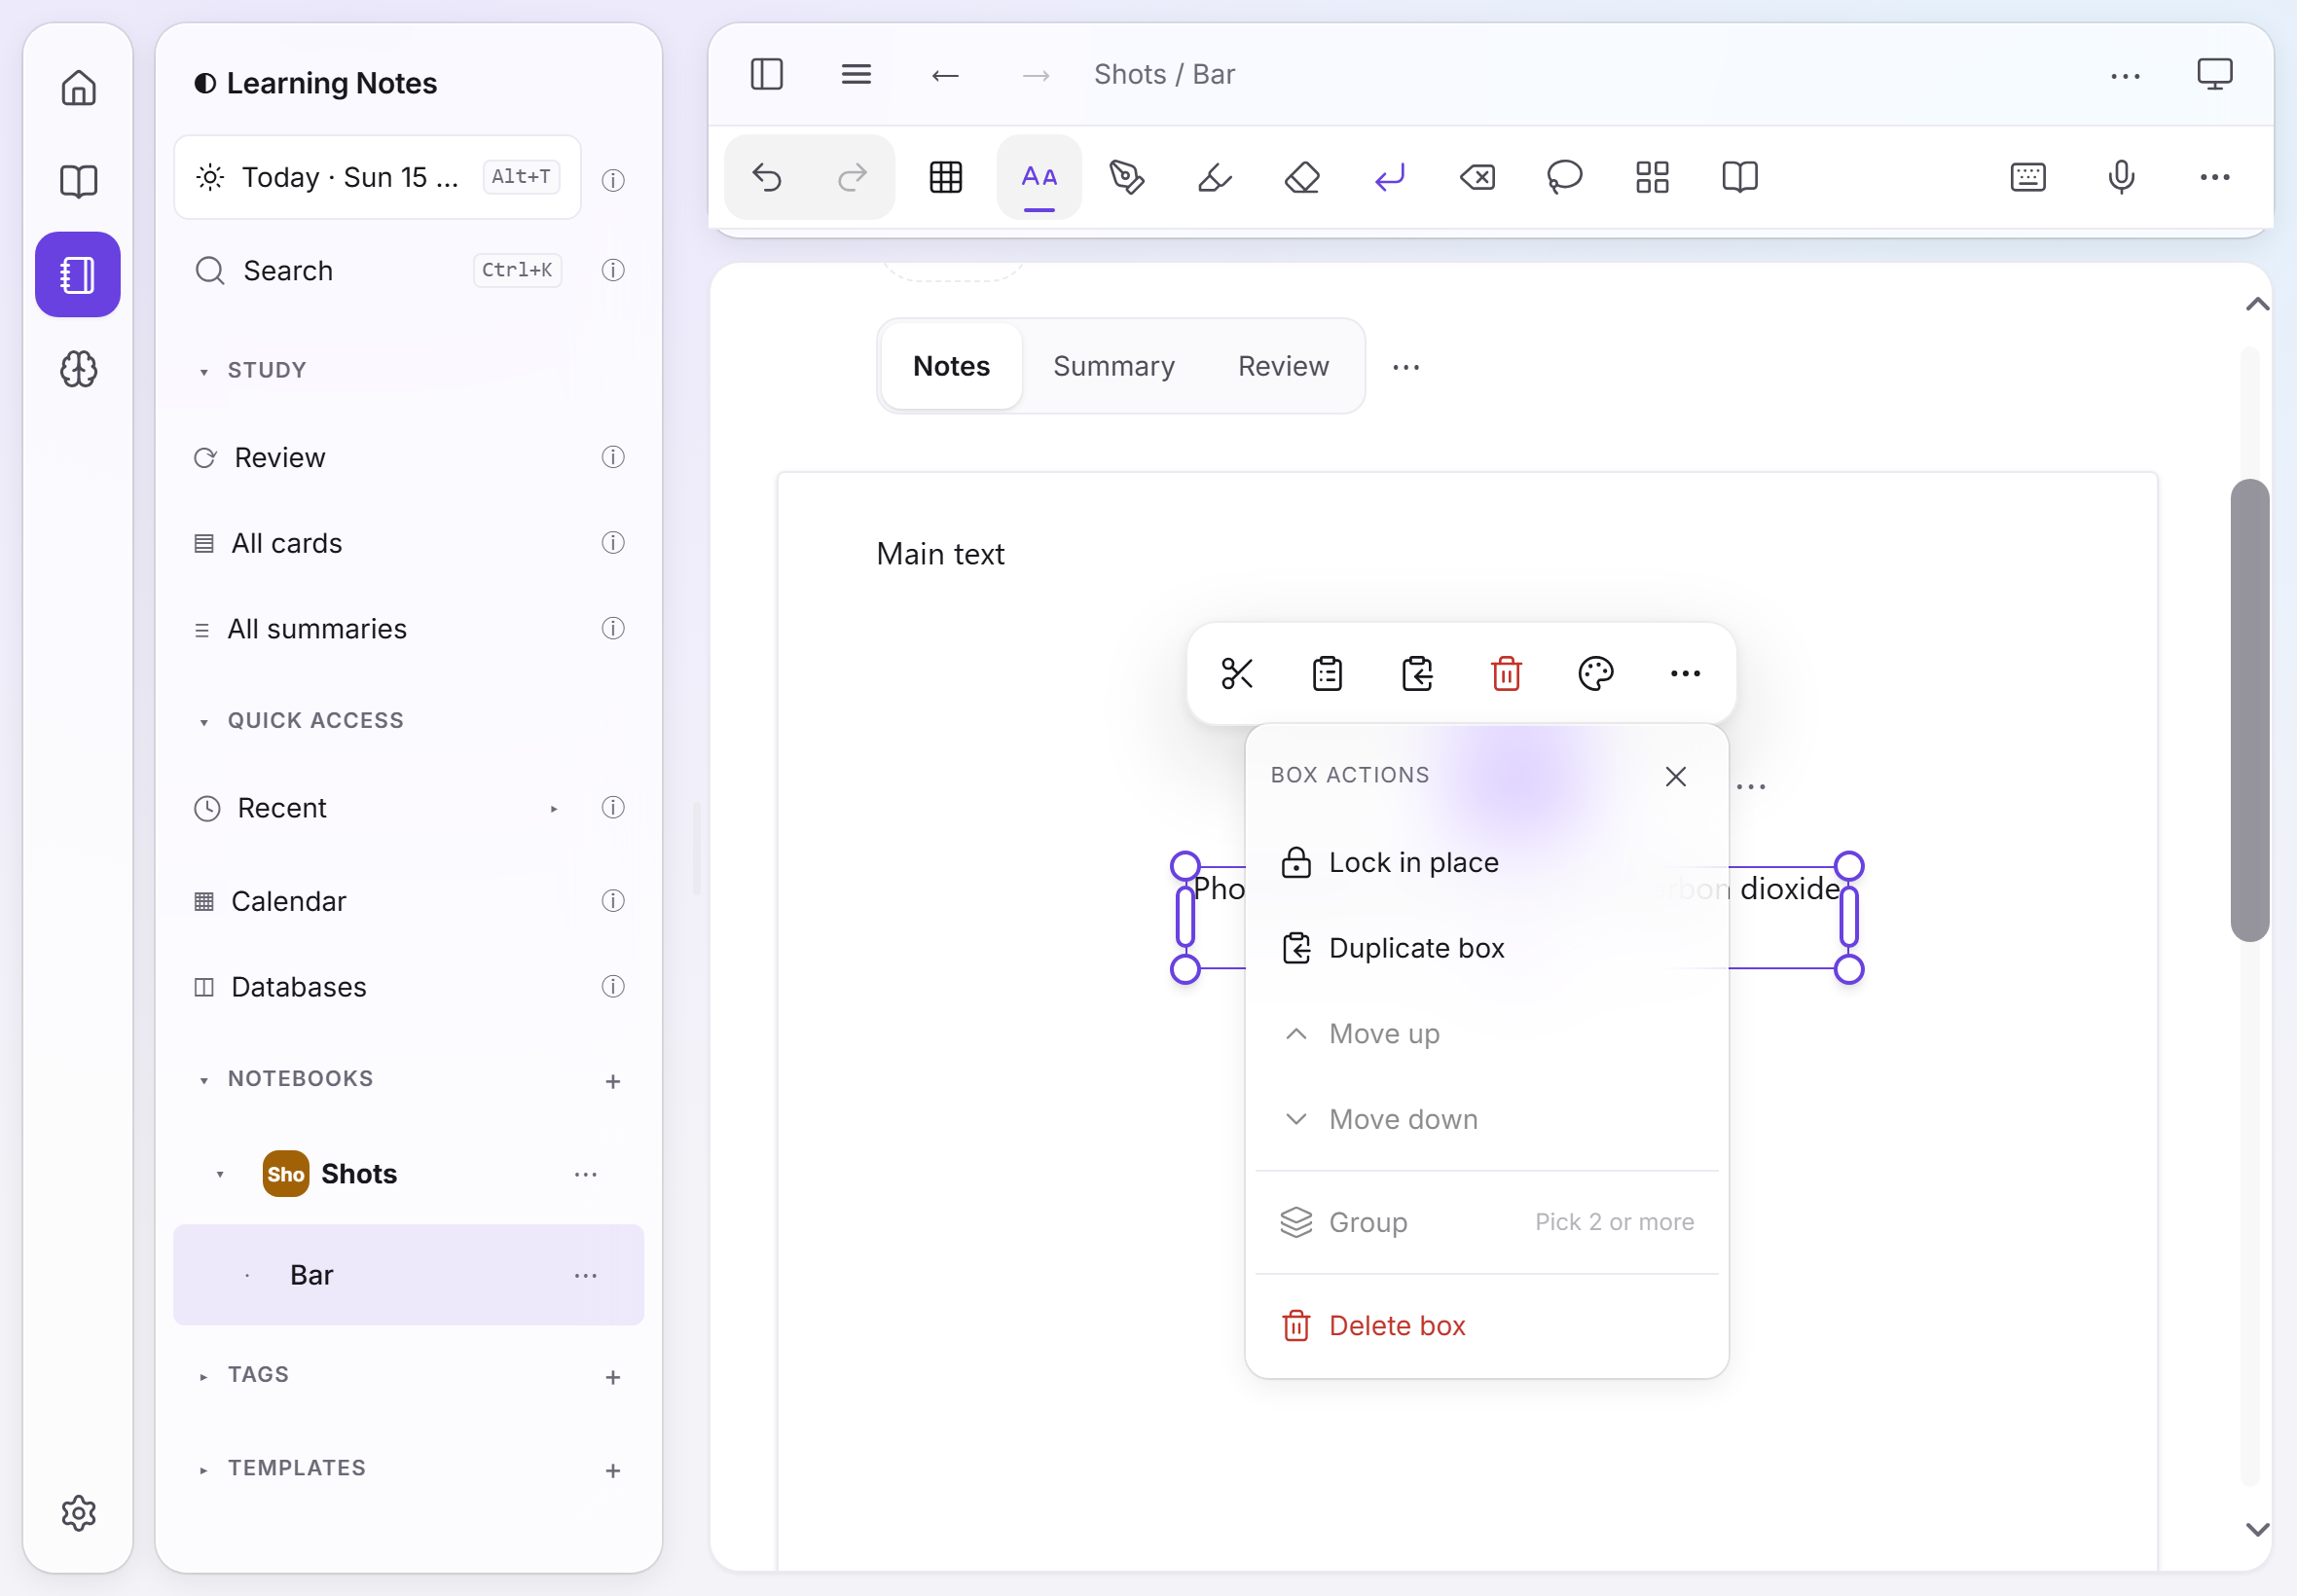 Learning Notes
Today · Sun 15 ...
Alt+T
Search
Ctrl+K
STUDY
Review
All cards
All summaries
QUICK ACCESS
Recent
Calendar
Databases
NOTEBOOKS
Sho Shots
Bar
TAGS
TEMPLATES
Shots / Bar
Notes
Summary
Review
Main text
BOX ACTIONS
Lock in place
Pho
dioxide
Duplicate box
Move up
Move down
Group
Pick 2 or more
Delete box